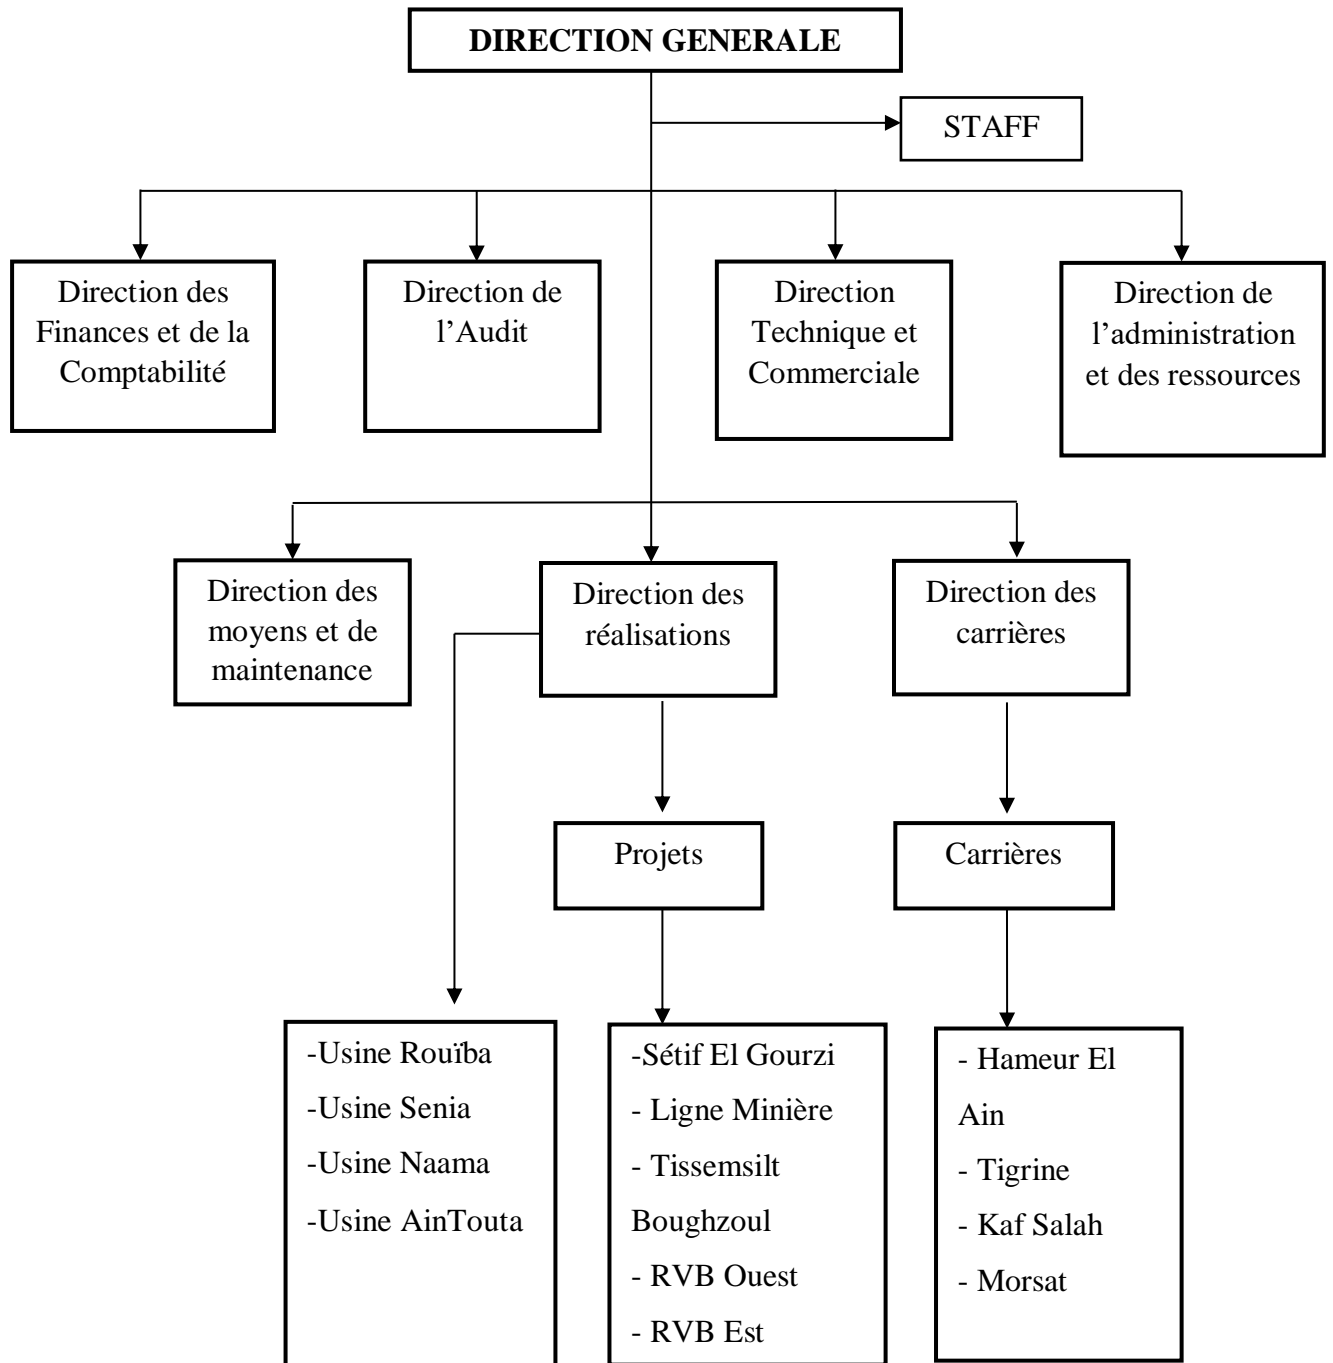 DIRECTION GENERALE
STAFF
Direction des
Finances et de la
Comptabilité
Direction de
l’Audit
Direction
Technique et
Commerciale
Direction de
l’administration
et des ressources
Direction des
moyens et de
maintenance
Direction des
réalisations
Direction des
carrières
Projets
Carrières
-Usine Rouïba
-Usine Senia
-Usine Naama
-Usine AinTouta
-Sétif El Gourzi
- Ligne Minière
- Tissemsilt
Boughzoul
- RVB Ouest
- RVB Est
- Hameur El
Ain
- Tigrine
- Kaf Salah
- Morsat